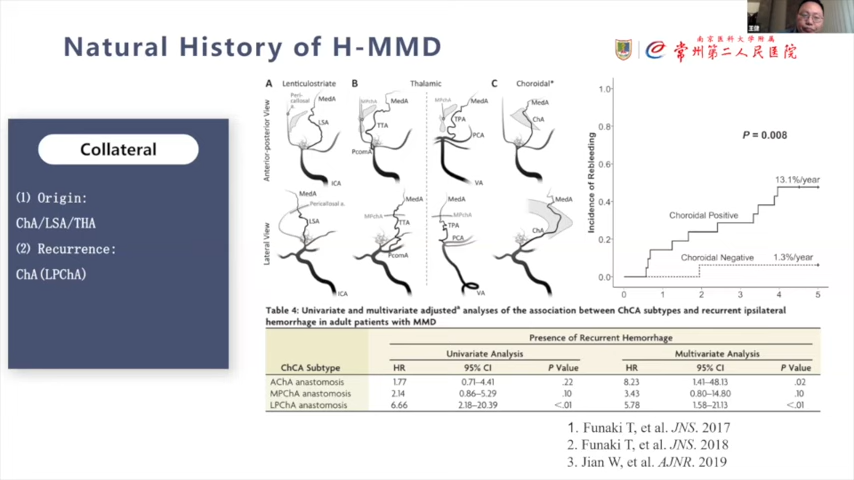 Natural History of H-MMD
南京医科大学附属
常州第二人民医院
Collateral
(1) Origin:
ChA/LSA/THA
(2) Recurrence:
ChA(LPChA)
A Lenticulostriate B Thalamic C Choroidal*
Anterior-posterior View
Peri-
callosal
a.
MedA
LSA
ICA
MPChA
MedA
TTA
PcomA
MPChA
MedA
TPA
PCA
VA
MedA
ChA
Lateral View
MedA
Pericallosal a.
LSA
ICA
MedA
MPChA
TTA
PcomA
MedA
MPChA
TPA
PCA
VA
MedA
ChA
Incidence of Rebleeding
1.0
0.8
0.6
0.4
0.2
0.0
P = 0.008
13.1%/year
Choroidal Positive
Choroidal Negative 1.3%/year
0 1 2 3 4 5
Table 4: Univariate and multivariate adjustedª analyses of the association between ChCA subtypes and recurrent ipsilateral
hemorrhage in adult patients with MMD
Presence of Recurrent Hemorrhage
Univariate Analysis Multivariate Analysis
ChCA Subtype HR 95% CI P Value HR 95% CI P Value
AChA anastomosis 1.77 0.71–4.41 .22 8.23 1.41–48.13 .02
MPChA anastomosis 2.14 0.86–5.29 .10 3.43 0.80–14.80 .10
LPChA anastomosis 6.66 2.18–20.39 <.01 5.78 1.58–21.13 <.01
1. Funaki T, et al. JNS. 2017
2. Funaki T, et al. JNS. 2018
3. Jian W, et al. AJNR. 2019